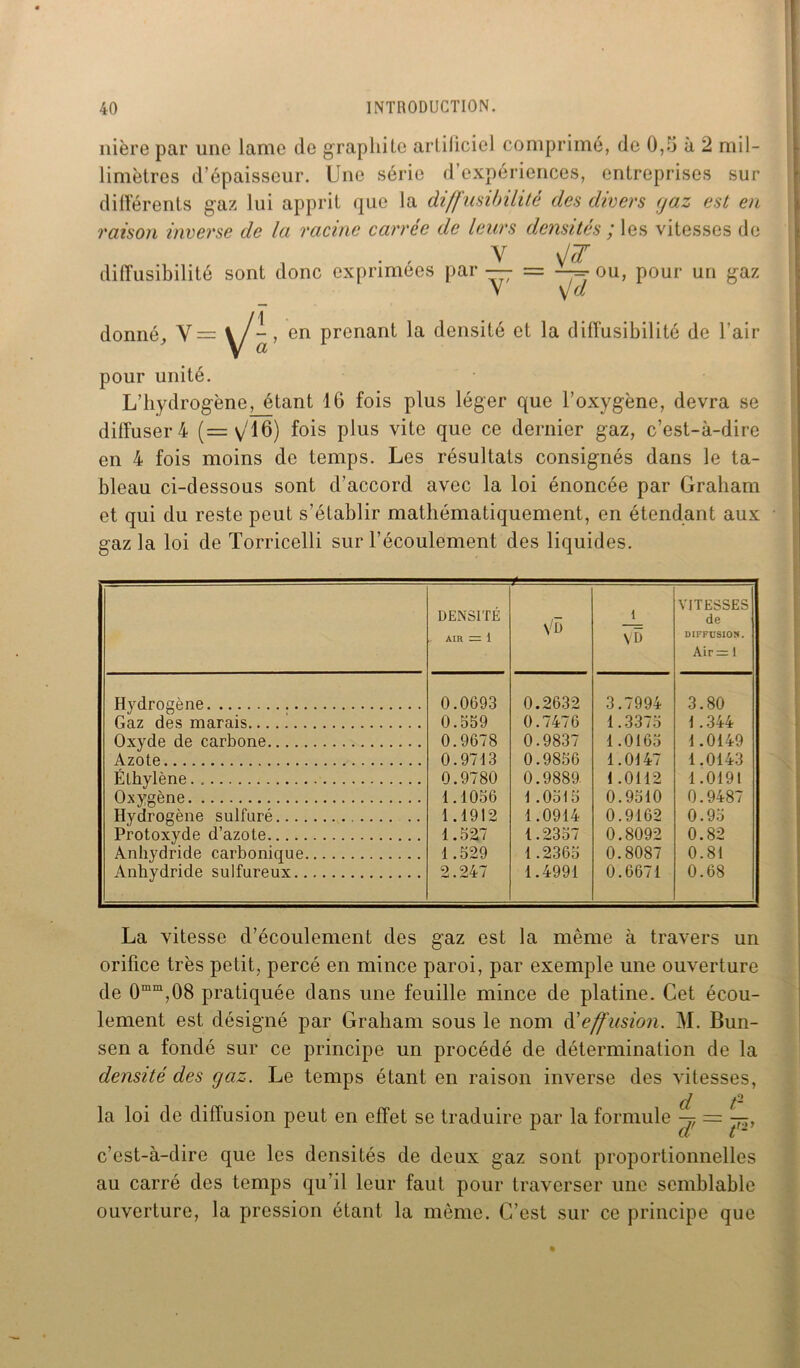 40 INTRODUCTION.
nière par une lame de graphite artificiel comprimé, de 0,5 à 2 mil-
limètres d'épaisseur. Une série d'expériences, entreprises sur
différents gaz lui apprit que la diffusibilité des divers gaz est en
raison inverse de la racine carrée de leurs densités ; les vitesses de
diffusibilité sont donc exprimées par V/V' = √d'/√d ou, pour un gaz
donné, V = √1/a, en prenant la densité et la diffusibilité de l'air
pour unité.
L'hydrogène, étant 16 fois plus léger que l'oxygène, devra se
diffuser 4 (= √16) fois plus vite que ce dernier gaz, c'est-à-dire
en 4 fois moins de temps. Les résultats consignés dans le ta-
bleau ci-dessous sont d'accord avec la loi énoncée par Graham
et qui du reste peut s'établir mathématiquement, en étendant aux
gaz la loi de Torricelli sur l'écoulement des liquides.
DENSITÉ AIR = 1 | √D | 1/√D | VITESSES de DIFFUSION. Air = 1
Hydrogène 0.0693 0.2632 3.7994 3.80
Gaz des marais 0.559 0.7476 1.3375 1.344
Oxyde de carbone 0.9678 0.9837 1.0165 1.0149
Azote 0.9713 0.9856 1.0147 1.0143
Éthylène 0.9780 0.9889 1.0112 1.0191
Oxygène 1.1056 1.0515 0.9510 0.9487
Hydrogène sulfuré 1.1912 1.0914 0.9162 0.95
Protoxyde d'azote 1.527 1.2357 0.8092 0.82
Anhydride carbonique 1.529 1.2365 0.8087 0.81
Anhydride sulfureux 2.247 1.4991 0.6671 0.68
La vitesse d'écoulement des gaz est la même à travers un
orifice très petit, percé en mince paroi, par exemple une ouverture
de 0mm,08 pratiquée dans une feuille mince de platine. Cet écou-
lement est désigné par Graham sous le nom d'effusion. M. Bun-
sen a fondé sur ce principe un procédé de détermination de la
densité des gaz. Le temps étant en raison inverse des vitesses,
la loi de diffusion peut en effet se traduire par la formule d/d' = t²/t'²,
c'est-à-dire que les densités de deux gaz sont proportionnelles
au carré des temps qu'il leur faut pour traverser une semblable
ouverture, la pression étant la même. C'est sur ce principe que